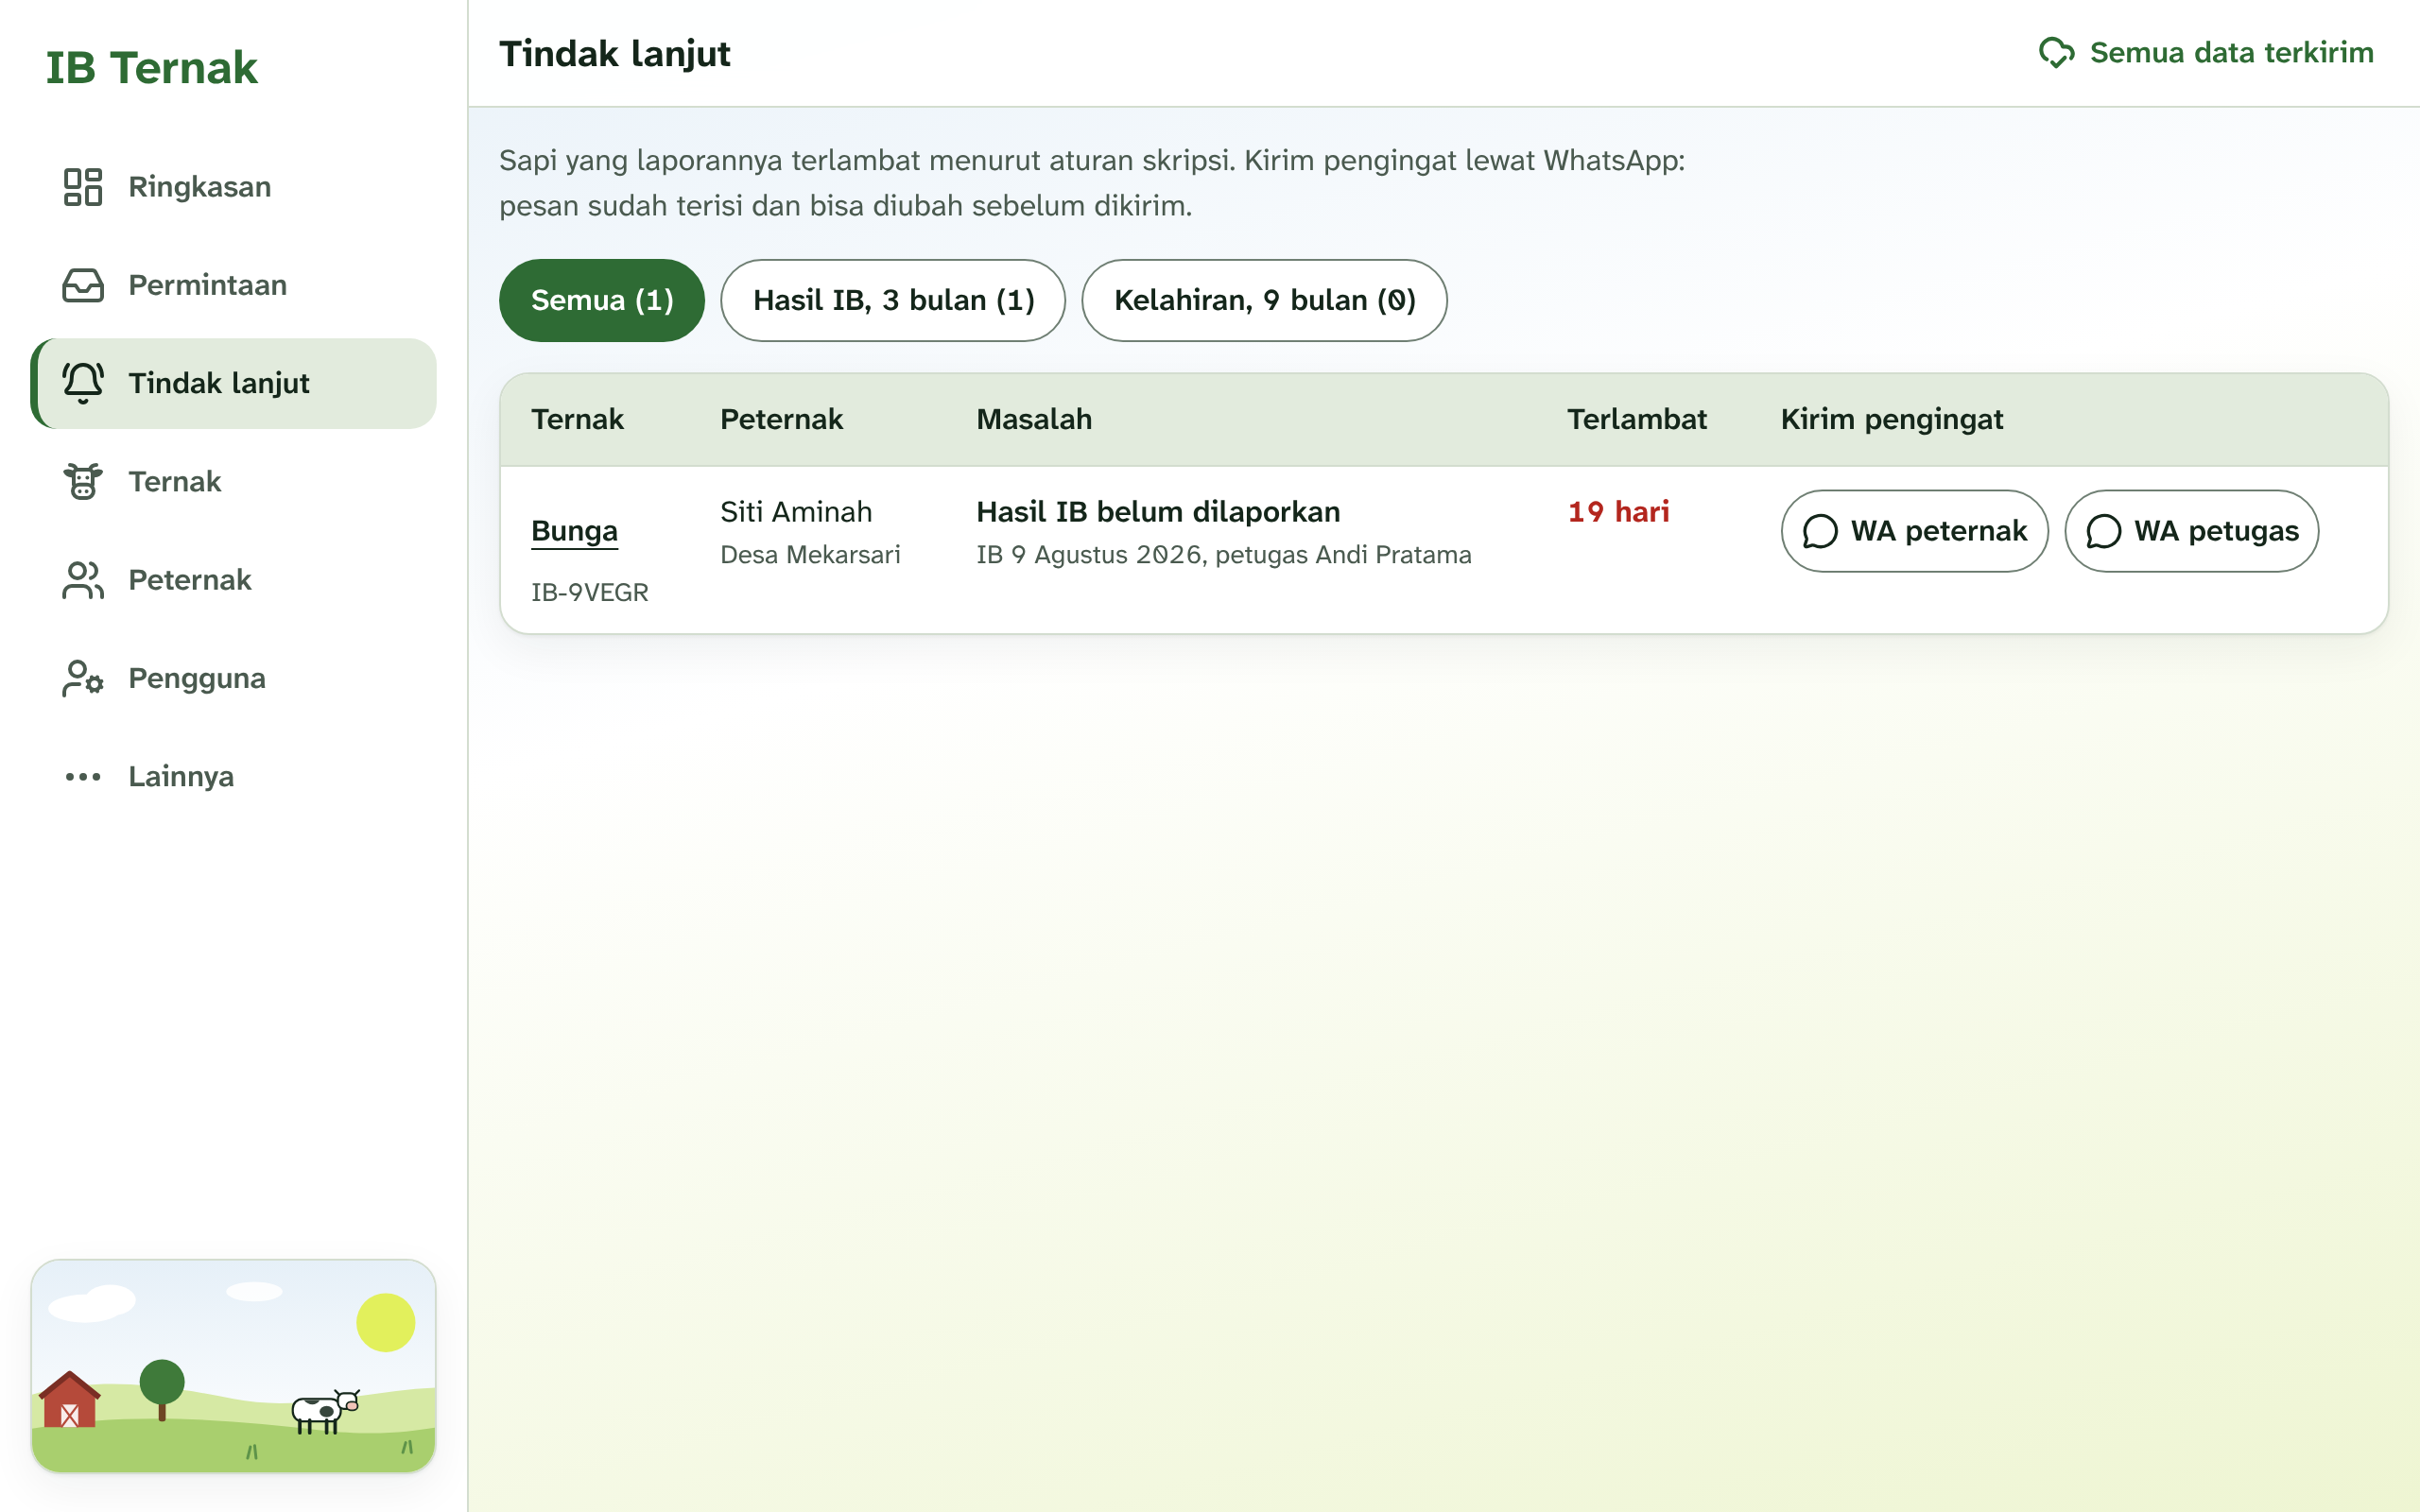 IB Ternak
Ringkasan
Permintaan
Tindak lanjut
Ternak
Peternak
Pengguna
Lainnya
Tindak lanjut
Semua data terkirim
Sapi yang laporannya terlambat menurut aturan skripsi. Kirim pengingat lewat WhatsApp:
pesan sudah terisi dan bisa diubah sebelum dikirim.
Semua (1)
Hasil IB, 3 bulan (1)
Kelahiran, 9 bulan (0)
Ternak Peternak Masalah Terlambat Kirim pengingat
Bunga
IB-9VEGR
Siti Aminah
Desa Mekarsari
Hasil IB belum dilaporkan
IB 9 Agustus 2026, petugas Andi Pratama
19 hari
WA peternak
WA petugas